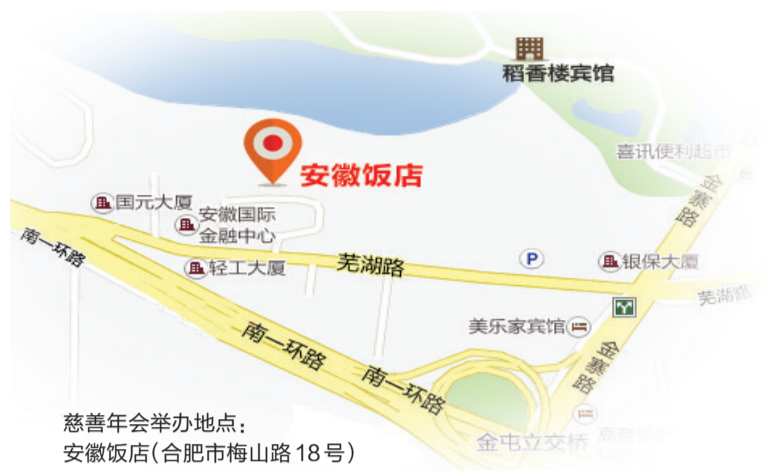 稻香楼宾馆
喜讯便利超市
安徽饭店
金寨路
国元大厦
安徽国际
金融中心
南一环路
芜湖路
P
银保大厦
轻工大厦
芜湖路
美乐家宾馆
南一环路
金寨路
南一环路
金屯立交桥
慈善年会举办地点：
安徽饭店(合肥市梅山路18号)